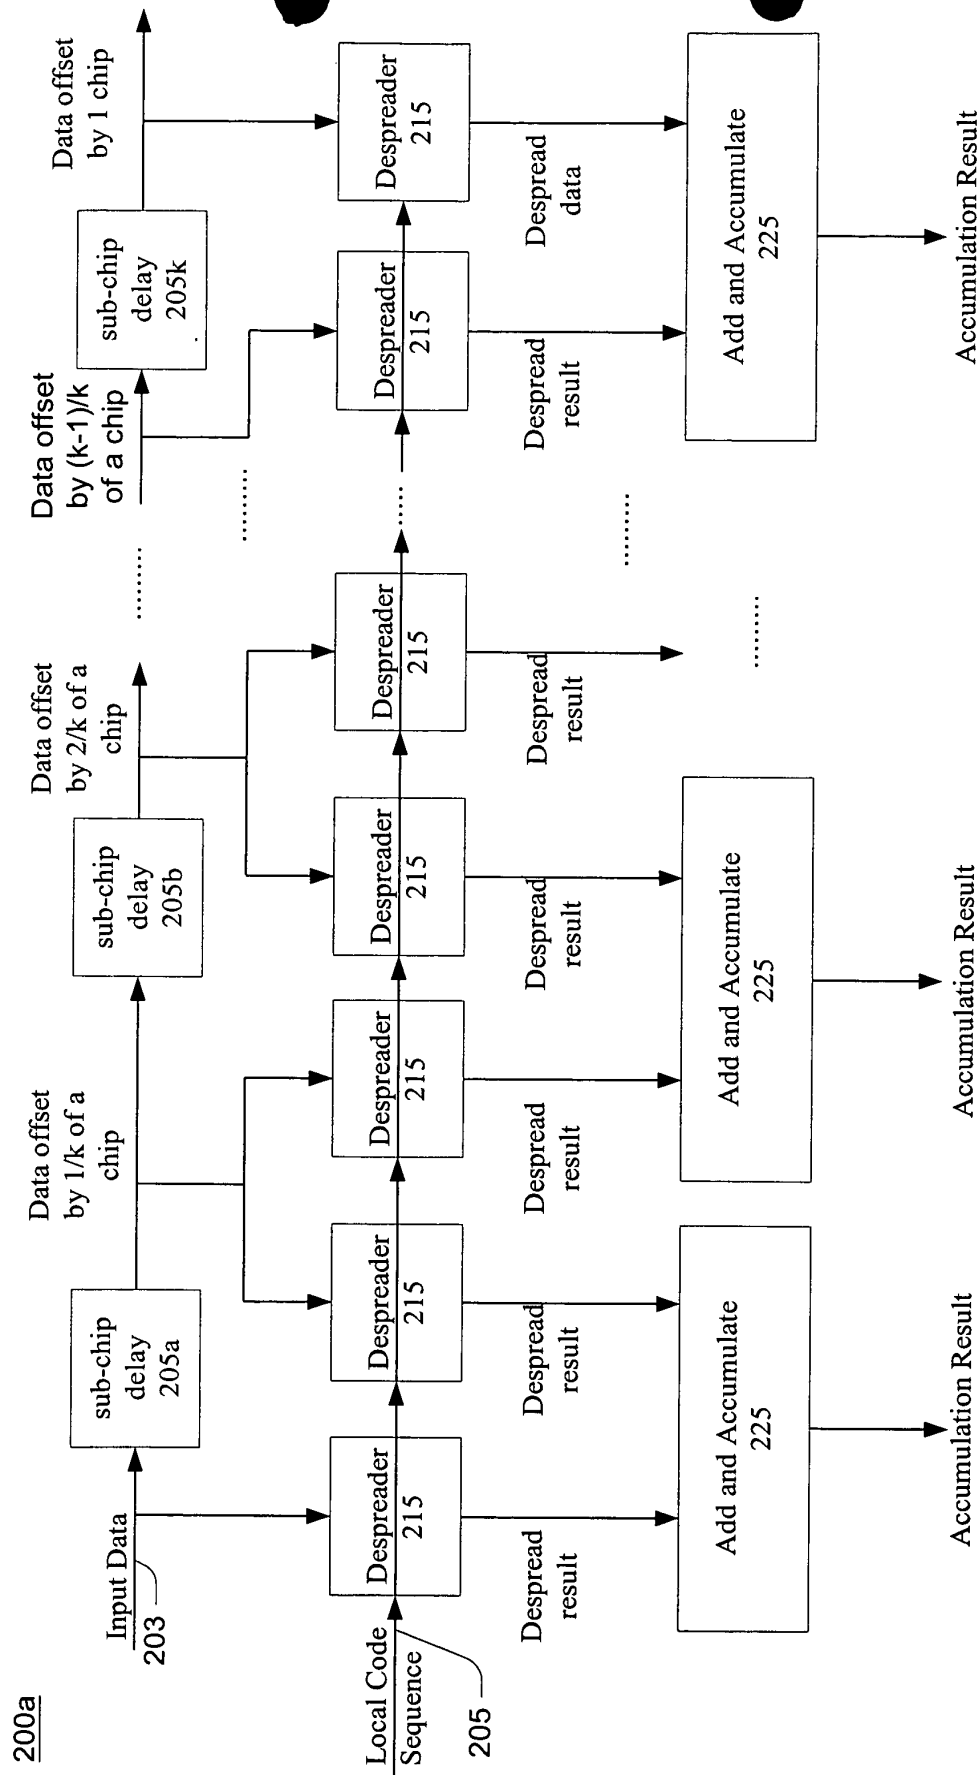 200a
Input Data
203
sub-chip
delay
205a
Data offset
by 1/k of a
chip
sub-chip
delay
205b
Data offset
by 2/k of a
chip
.........
Data offset
by (k-1)/k
of a chip
sub-chip
delay
205k
Data offset
by 1 chip
.........
Local Code
Sequence
205
Despreader
215
Despreader
215
Despreader
215
Despreader
215
Despreader
215
......
Despreader
215
Despreader
215
Despread
result
Despread
result
Despread
result
Despread
result
Despread
result
.........
Despread
result
Despread
data
Add and Accumulate
225
Add and Accumulate
225
.........
Add and Accumulate
225
Accumulation Result
Accumulation Result
Accumulation Result